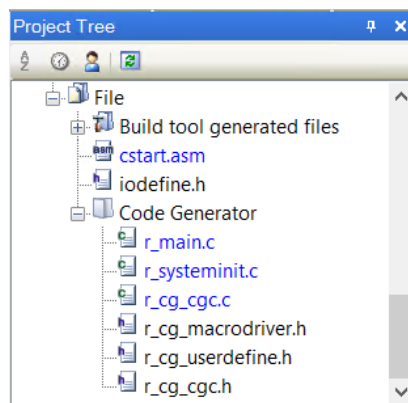 Project Tree
File
Build tool generated files
cstart.asm
iodefine.h
Code Generator
r_main.c
r_systeminit.c
r_cg_cgc.c
r_cg_macrodriver.h
r_cg_userdefine.h
r_cg_cgc.h